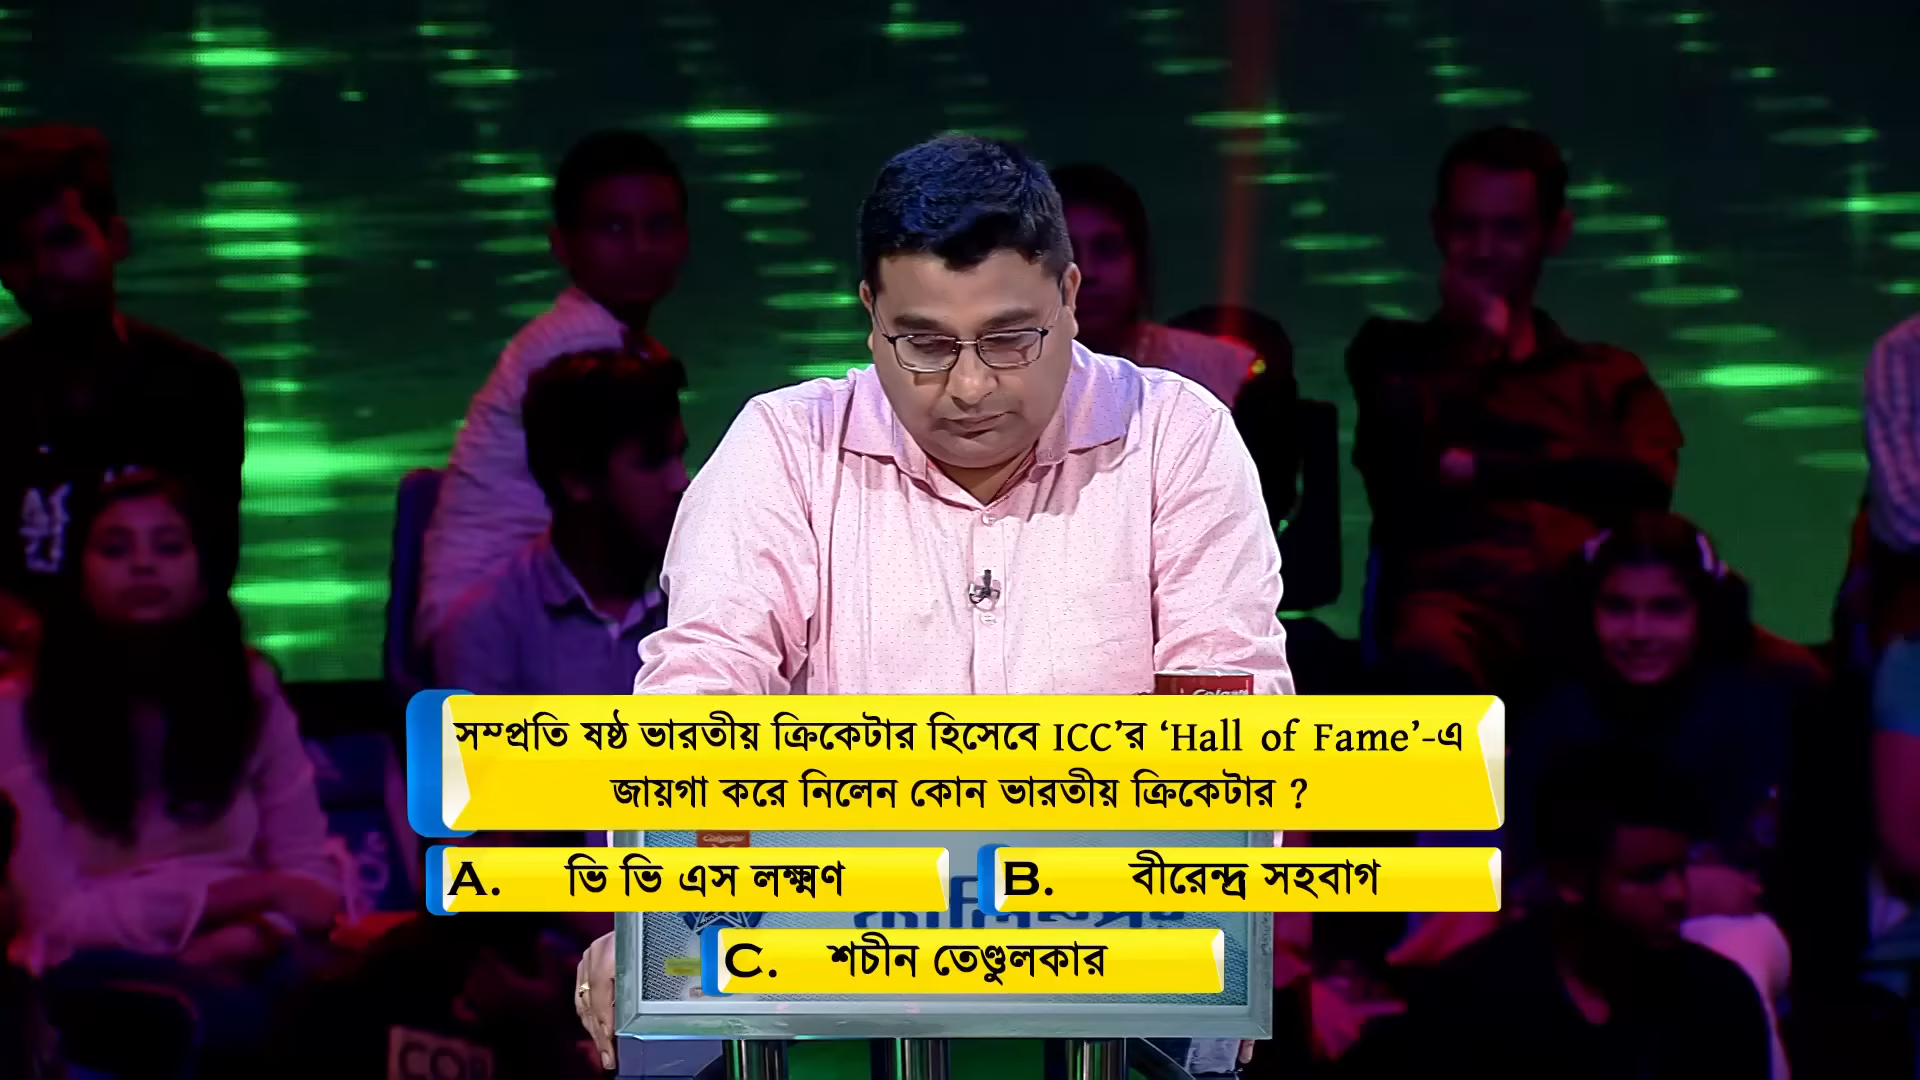 সম্প্রতি ষষ্ঠ ভারতীয় ক্রিকেটার হিসেবে ICC’র ‘Hall of Fame’-এ
জায়গা করে নিলেন কোন ভারতীয় ক্রিকেটার ?
A. ভি ভি এস লক্ষ্মণ
B. বীরেন্দ্র সহবাগ
C. শচীন তেণ্ডুলকার